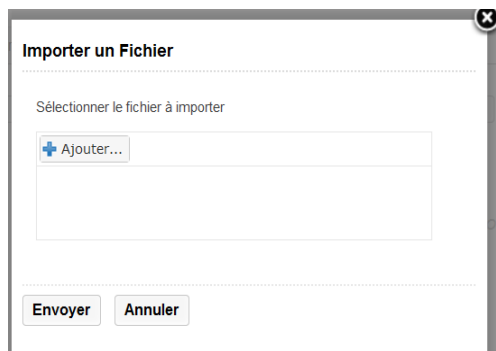 Importer un Fichier
Sélectionner le fichier à importer
Ajouter...
Envoyer Annuler